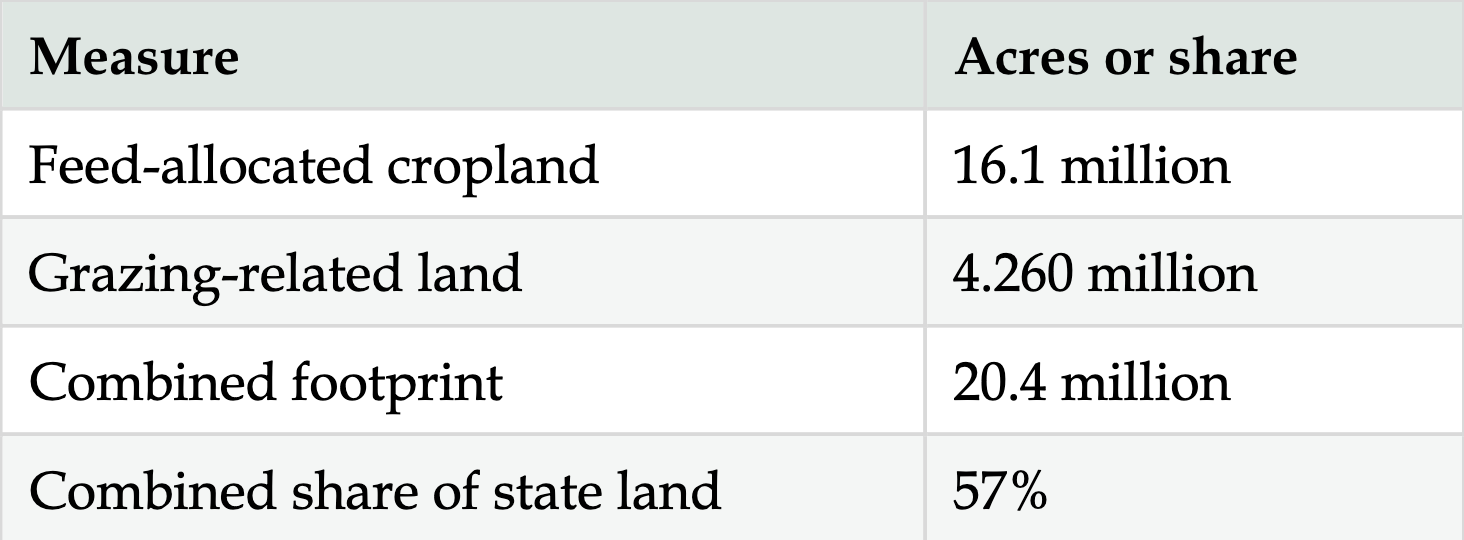 Measure Acres or share
Feed-allocated cropland 16.1 million
Grazing-related land 4.260 million
Combined footprint 20.4 million
Combined share of state land 57%